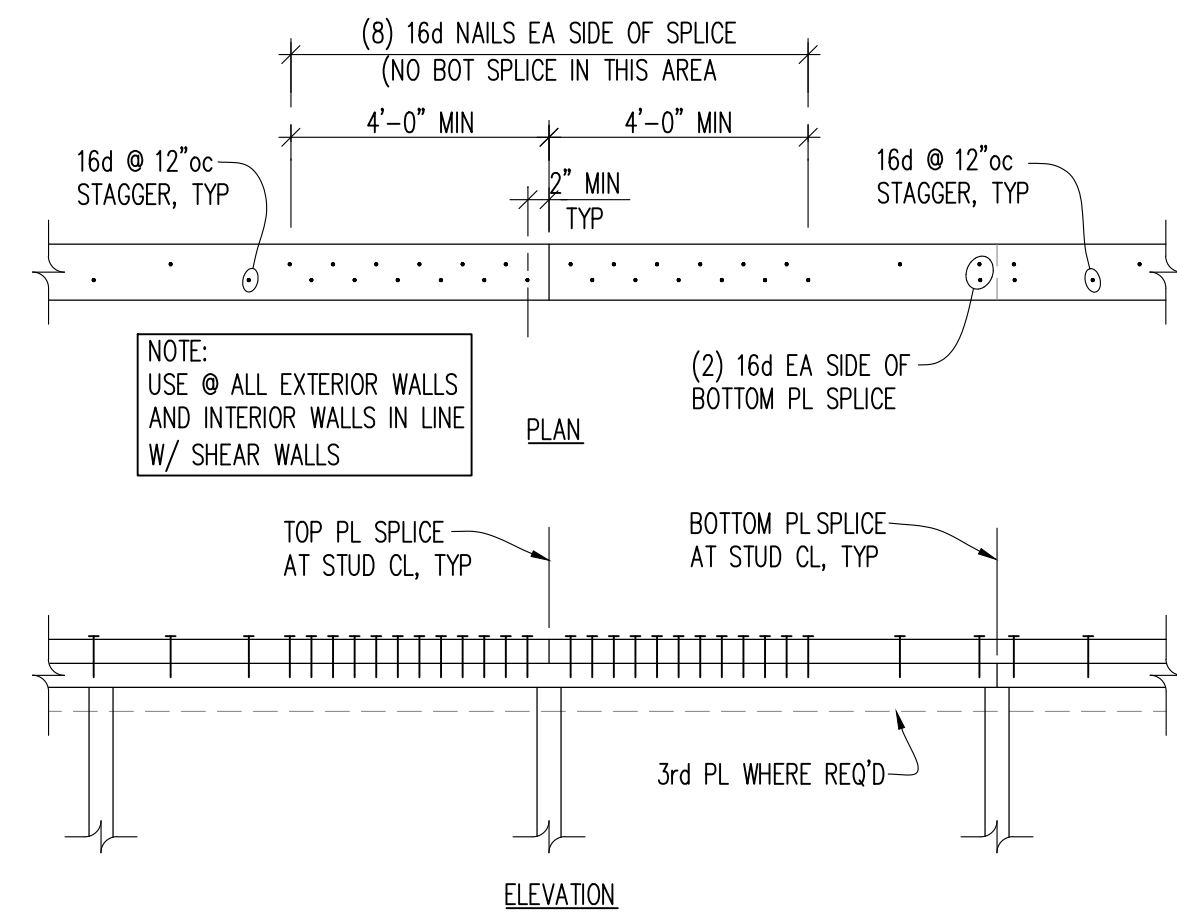 (8) 16d NAILS EA SIDE OF SPLICE
(NO BOT SPLICE IN THIS AREA
4'-0" MIN
4'-0" MIN
16d @ 12"oc
STAGGER, TYP
2" MIN
TYP
16d @ 12"oc
STAGGER, TYP
NOTE:
USE @ ALL EXTERIOR WALLS
AND INTERIOR WALLS IN LINE
W/ SHEAR WALLS
(2) 16d EA SIDE OF
BOTTOM PL SPLICE
PLAN
TOP PL SPLICE
AT STUD CL, TYP
BOTTOM PL SPLICE
AT STUD CL, TYP
3rd PL WHERE REQ'D
ELEVATION